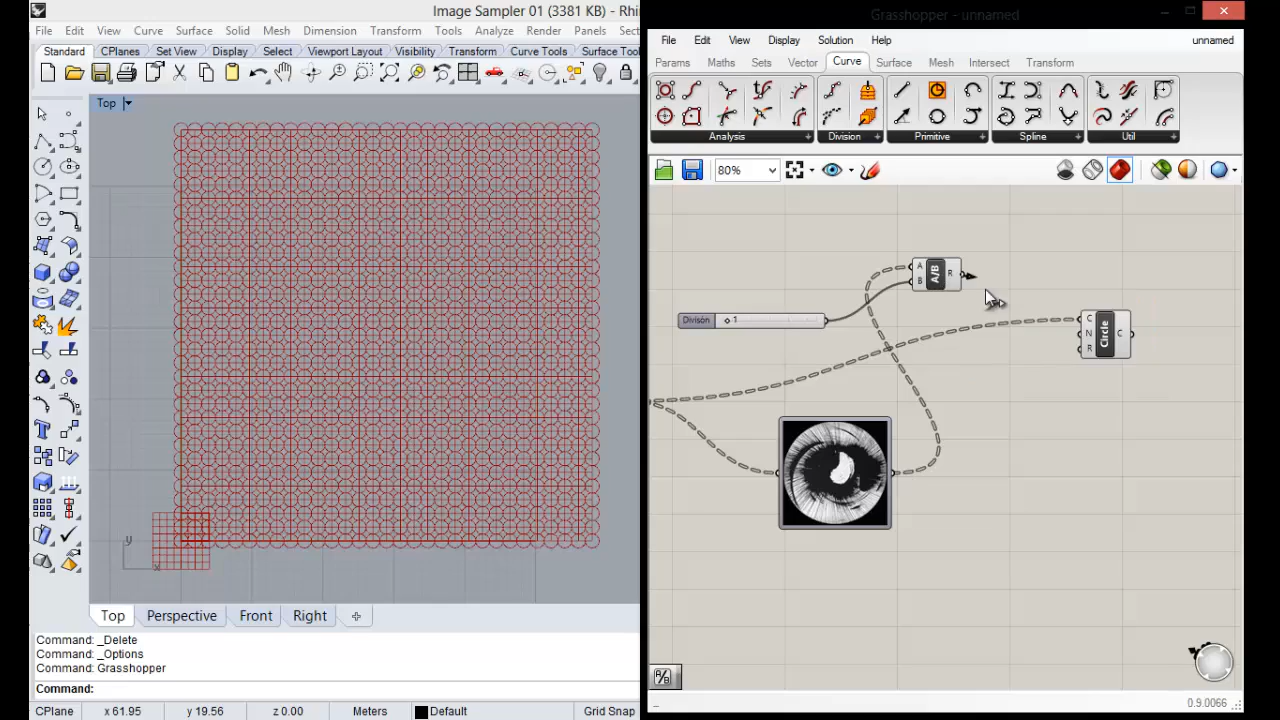 Image Sampler 01 (3381 KB) - Rhi
File Edit View Curve Surface Solid Mesh Dimension Transform Tools Analyze Render Panels Sect
Standard CPlanes Set View Display Select Viewport Layout Visibility Transform Curve Tools Surface Tool
Top
y
x
Top Perspective Front Right
Command: _Delete
Command: _Options
Command: Grasshopper
Command:
CPlane x 61.95 y 19.56 z 0.00 Meters Default Grid Snap
Grasshopper - unnamed
File Edit View Display Solution Help unnamed
Params Maths Sets Vector Curve Surface Mesh Intersect Transform
Analysis Division Primitive Spline Util
80%
A
B
A/B
R
Divisón 1
C
N
R
Circle
C
0.9.0066